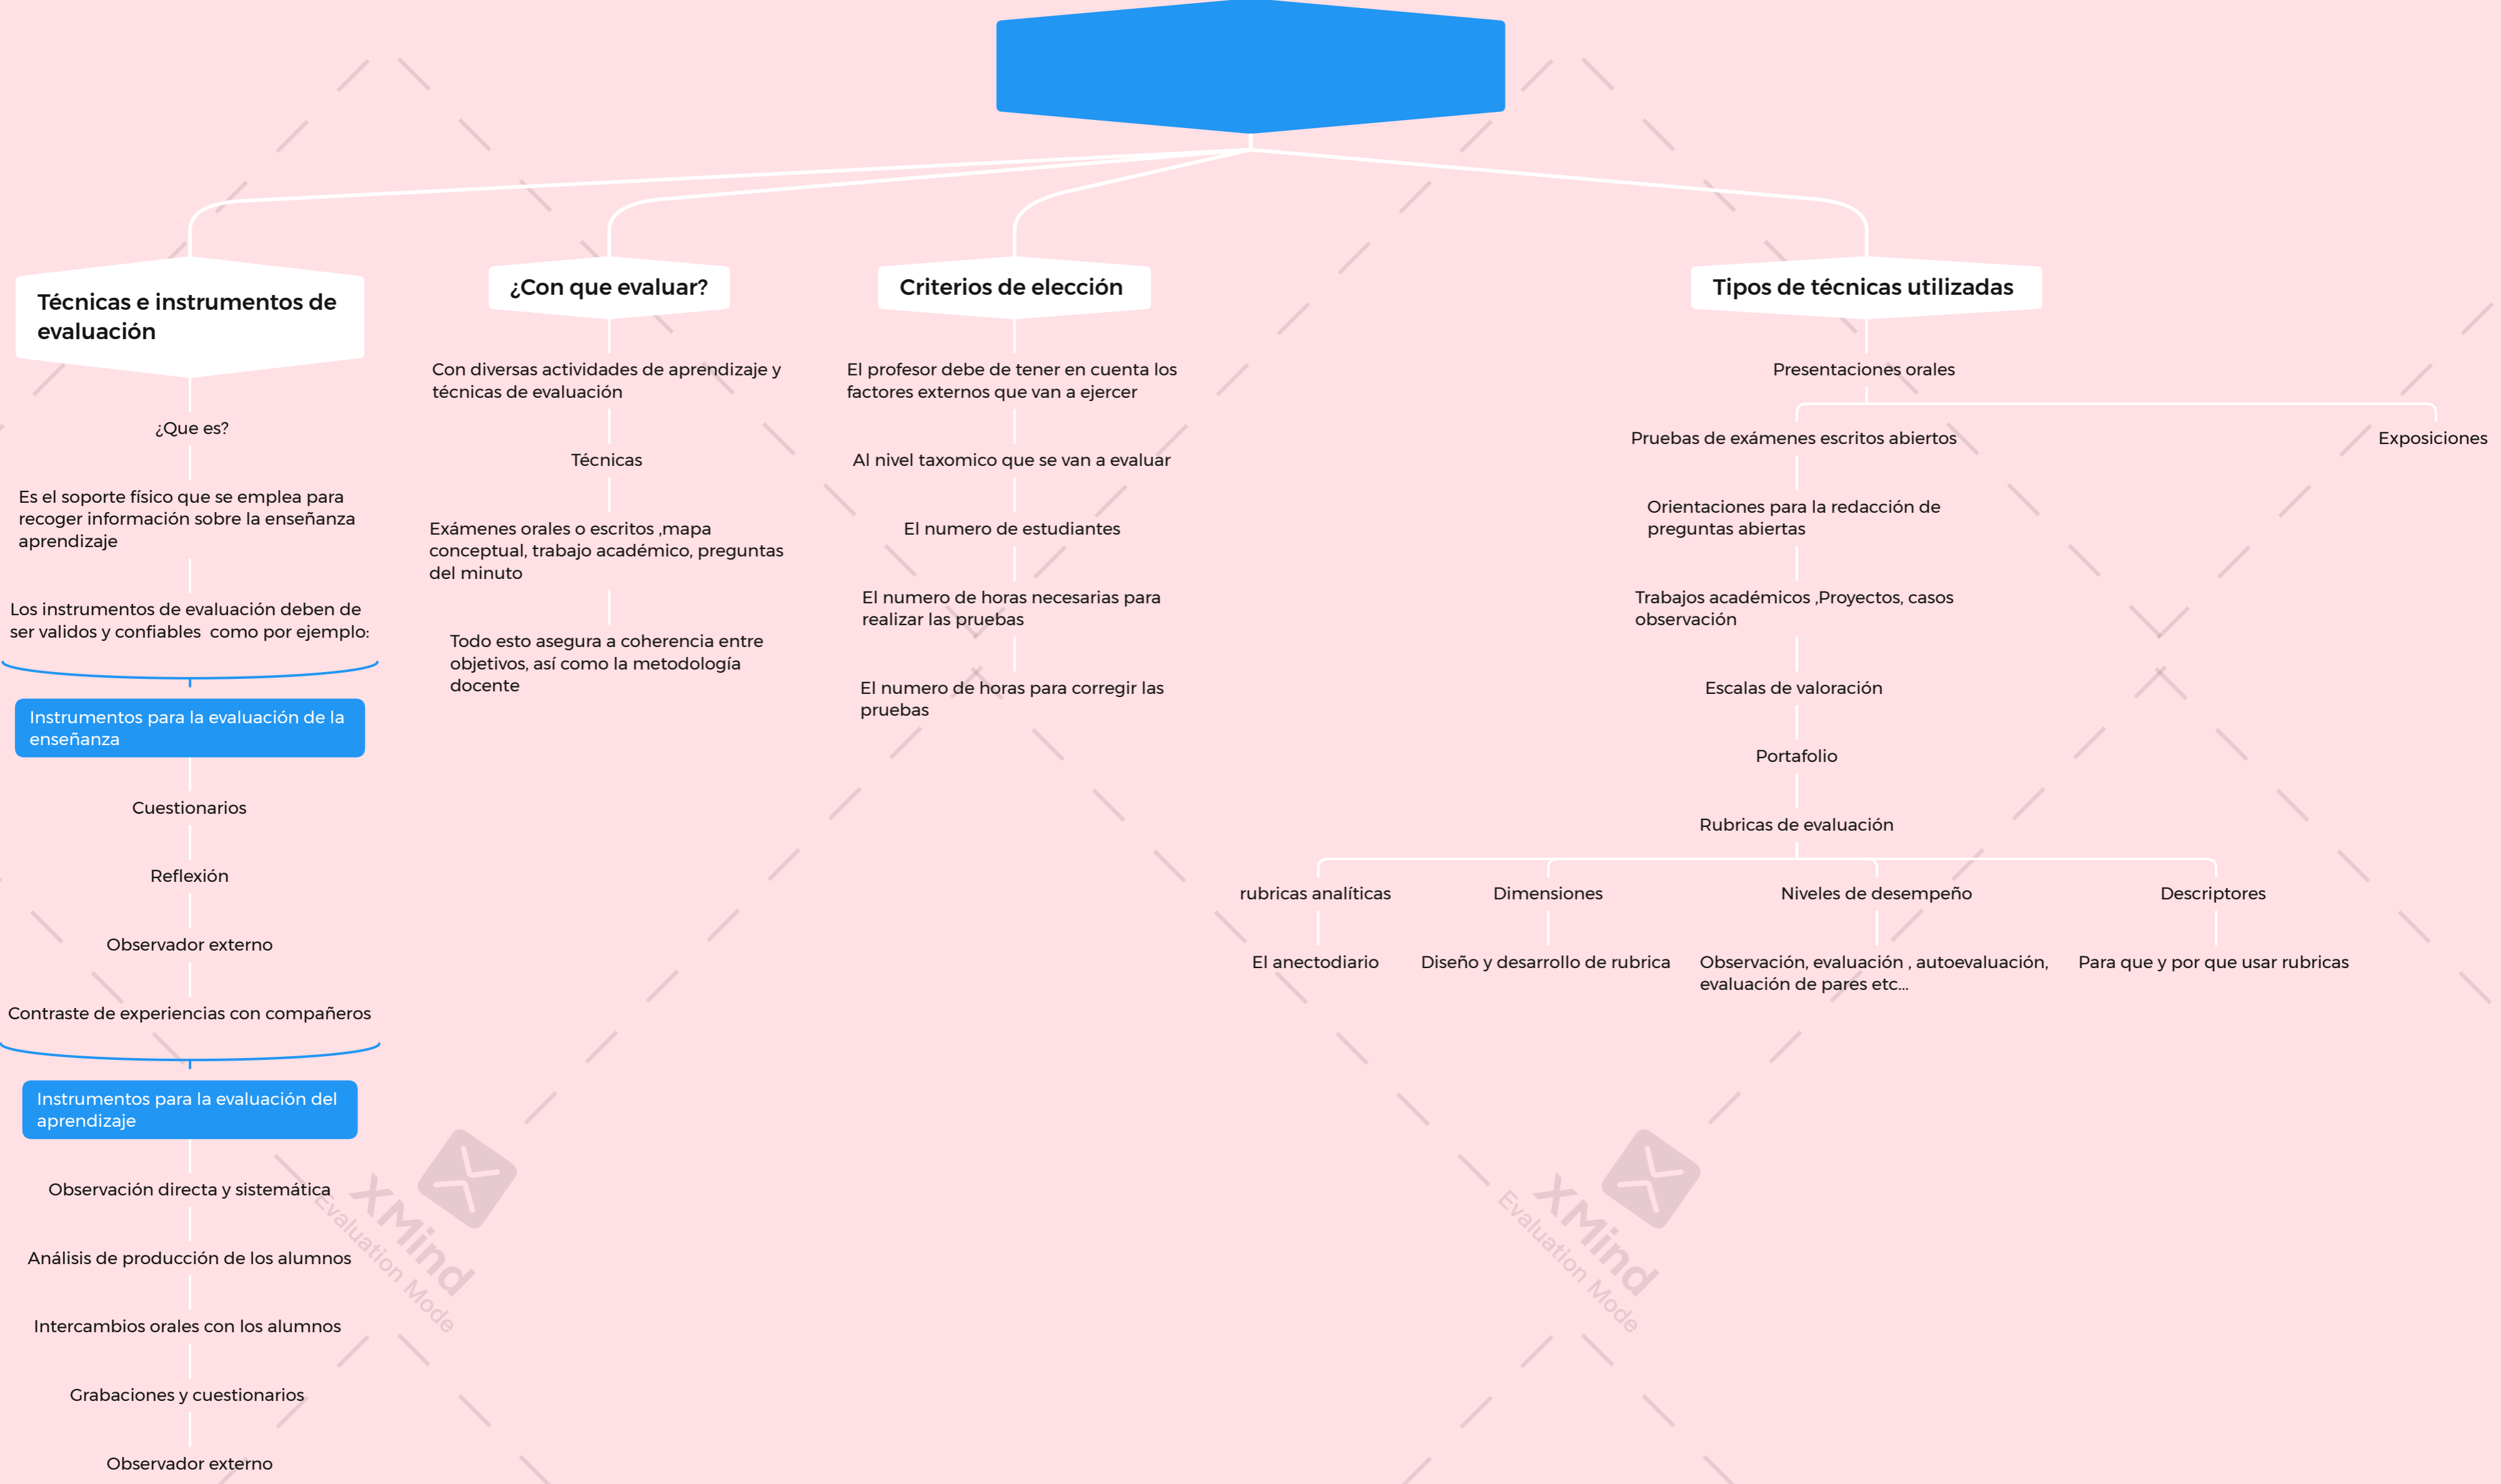 Técnicas e instrumentos de
evaluación
¿Que es?
Es el soporte físico que se emplea para
recoger información sobre la enseñanza
aprendizaje
Los instrumentos de evaluación deben de
ser validos y confiables  como por ejemplo:
Instrumentos para la evaluación de la
enseñanza
Cuestionarios
Reflexión
Observador externo
Contraste de experiencias con compañeros
Instrumentos para la evaluación del
aprendizaje
Observación directa y sistemática
Análisis de producción de los alumnos
Intercambios orales con los alumnos
Grabaciones y cuestionarios
Observador externo
¿Con que evaluar?
Con diversas actividades de aprendizaje y
técnicas de evaluación
Técnicas
Exámenes orales o escritos ,mapa
conceptual, trabajo académico, preguntas
del minuto
Todo esto asegura a coherencia entre
objetivos, así como la metodología
docente
Criterios de elección
El profesor debe de tener en cuenta los
factores externos que van a ejercer
Al nivel taxomico que se van a evaluar
El numero de estudiantes
El numero de horas necesarias para
realizar las pruebas
El numero de horas para corregir las
pruebas
Tipos de técnicas utilizadas
Presentaciones orales
Pruebas de exámenes escritos abiertos
Orientaciones para la redacción de
preguntas abiertas
Trabajos académicos ,Proyectos, casos
observación
Escalas de valoración
Portafolio
Rubricas de evaluación
rubricas analíticas
El anectodiario
Dimensiones
Diseño y desarrollo de rubrica
Niveles de desempeño
Observación, evaluación , autoevaluación,
evaluación de pares etc...
Descriptores
Para que y por que usar rubricas
Exposiciones
XMind
Evaluation Mode
XMind
Evaluation Mode